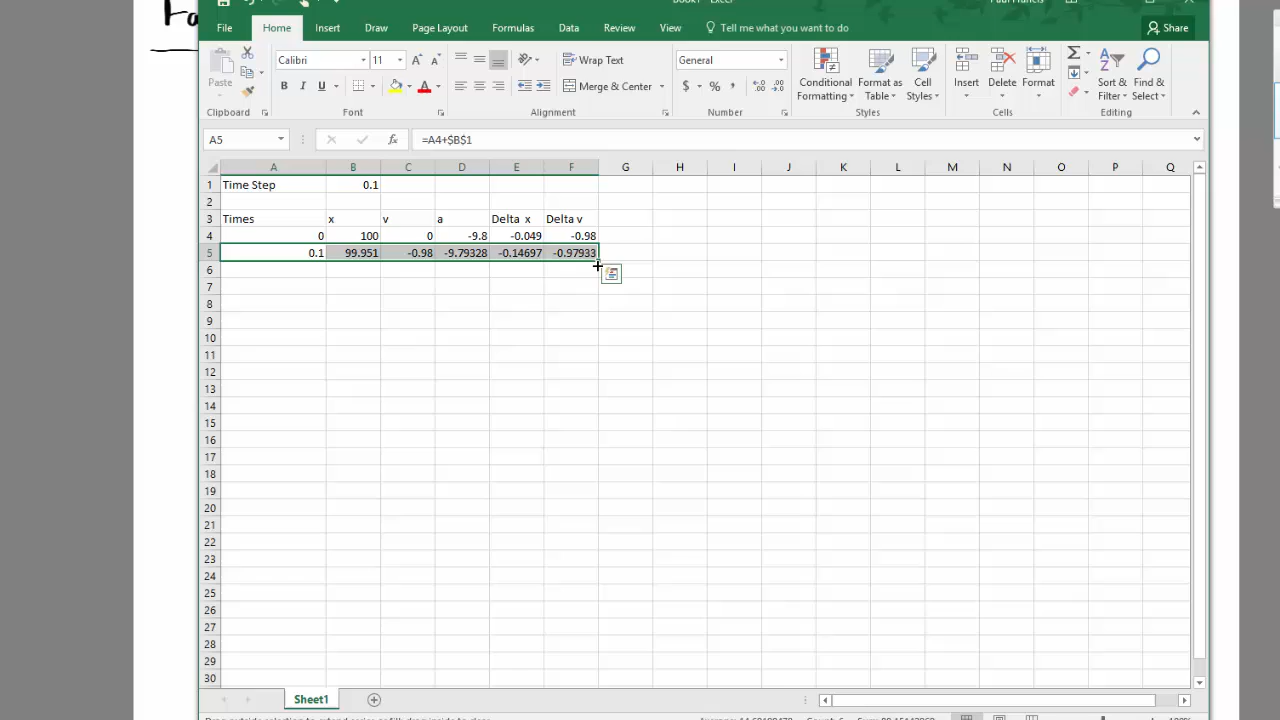 Fa
Book1 - Excel
Paul Francis
File Home Insert Draw Page Layout Formulas Data Review View Tell me what you want to do Share
Paste
Calibri 11
B I U
Wrap Text
Merge & Center
General
$ % ,
Conditional Formatting
Format as Table
Cell Styles
Insert Delete Format
Sort & Filter
Find & Select
Clipboard Font Alignment Number Styles Cells Editing
A5 fx =A4+$B$1
A B C D E F G H I J K L M N O P Q
1 Time Step 0.1
2
3 Times x v a Delta x Delta v
4 0 100 0 -9.8 -0.049 -0.98
5 0.1 99.951 -0.98 -9.79328 -0.14697 -0.97933
6
7
8
9
10
11
12
13
14
15
16
17
18
19
20
21
22
23
24
25
26
27
28
29
30
Sheet1